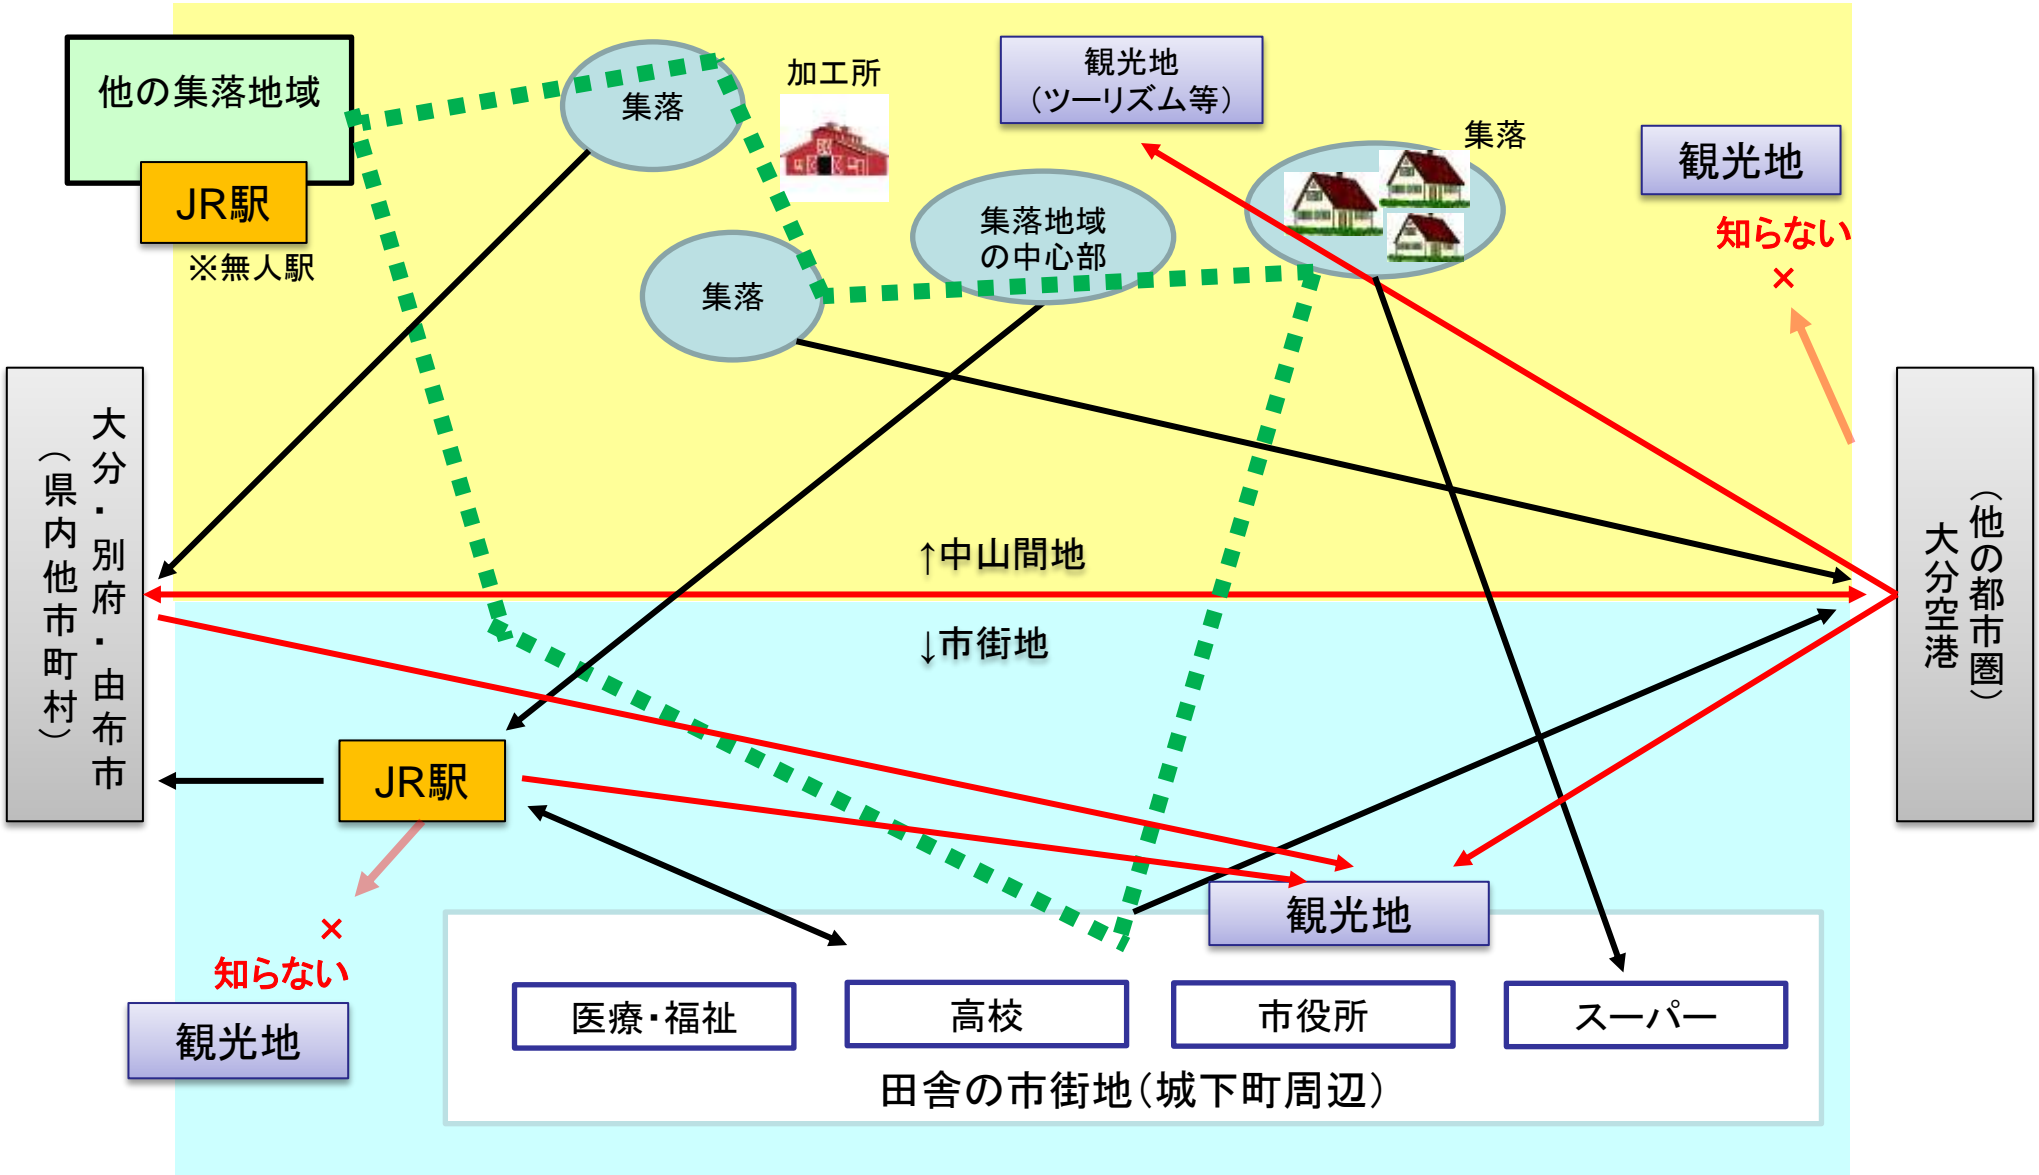 他の集落地域
JR駅
※無人駅
集落
加工所
観光地
（ツーリズム等）
集落
観光地
知らない
×
集落
集落地域
の中心部
大分・別府・由布市
（県内他市町村）
（他の都市圏）
大分空港
↑中山間地
↓市街地
JR駅
×
知らない
観光地
観光地
医療・福祉
高校
市役所
スーパー
田舎の市街地（城下町周辺）